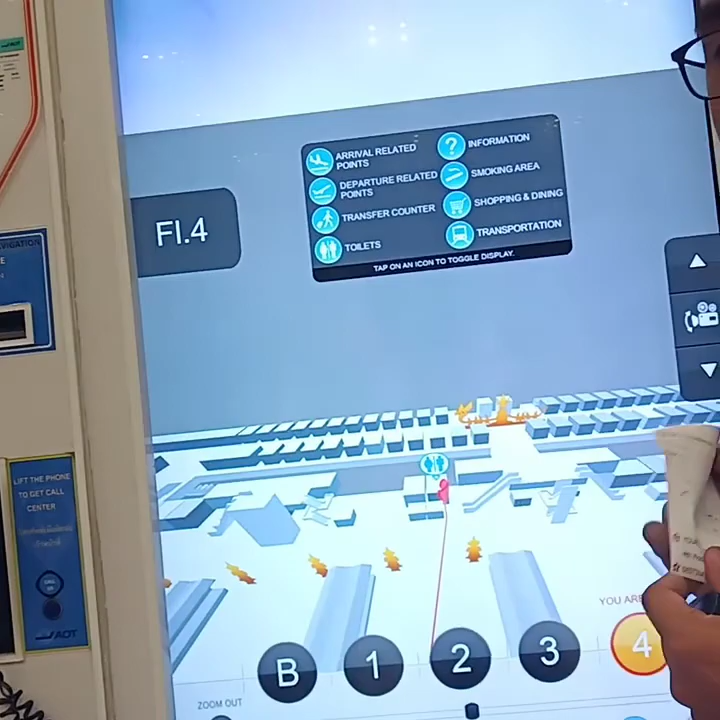 AOT
NAVIGATION
Fl.4
ARRIVAL RELATED
POINTS
DEPARTURE RELATED
POINTS
TRANSFER COUNTER
TOILETS
INFORMATION
SMOKING AREA
SHOPPING & DINING
TRANSPORTATION
TAP ON AN ICON TO TOGGLE DISPLAY.
LIFT THE PHONE
TO GET CALL
CENTER
AOT
YOU ARE
B 1 2 3 4
ZOOM OUT